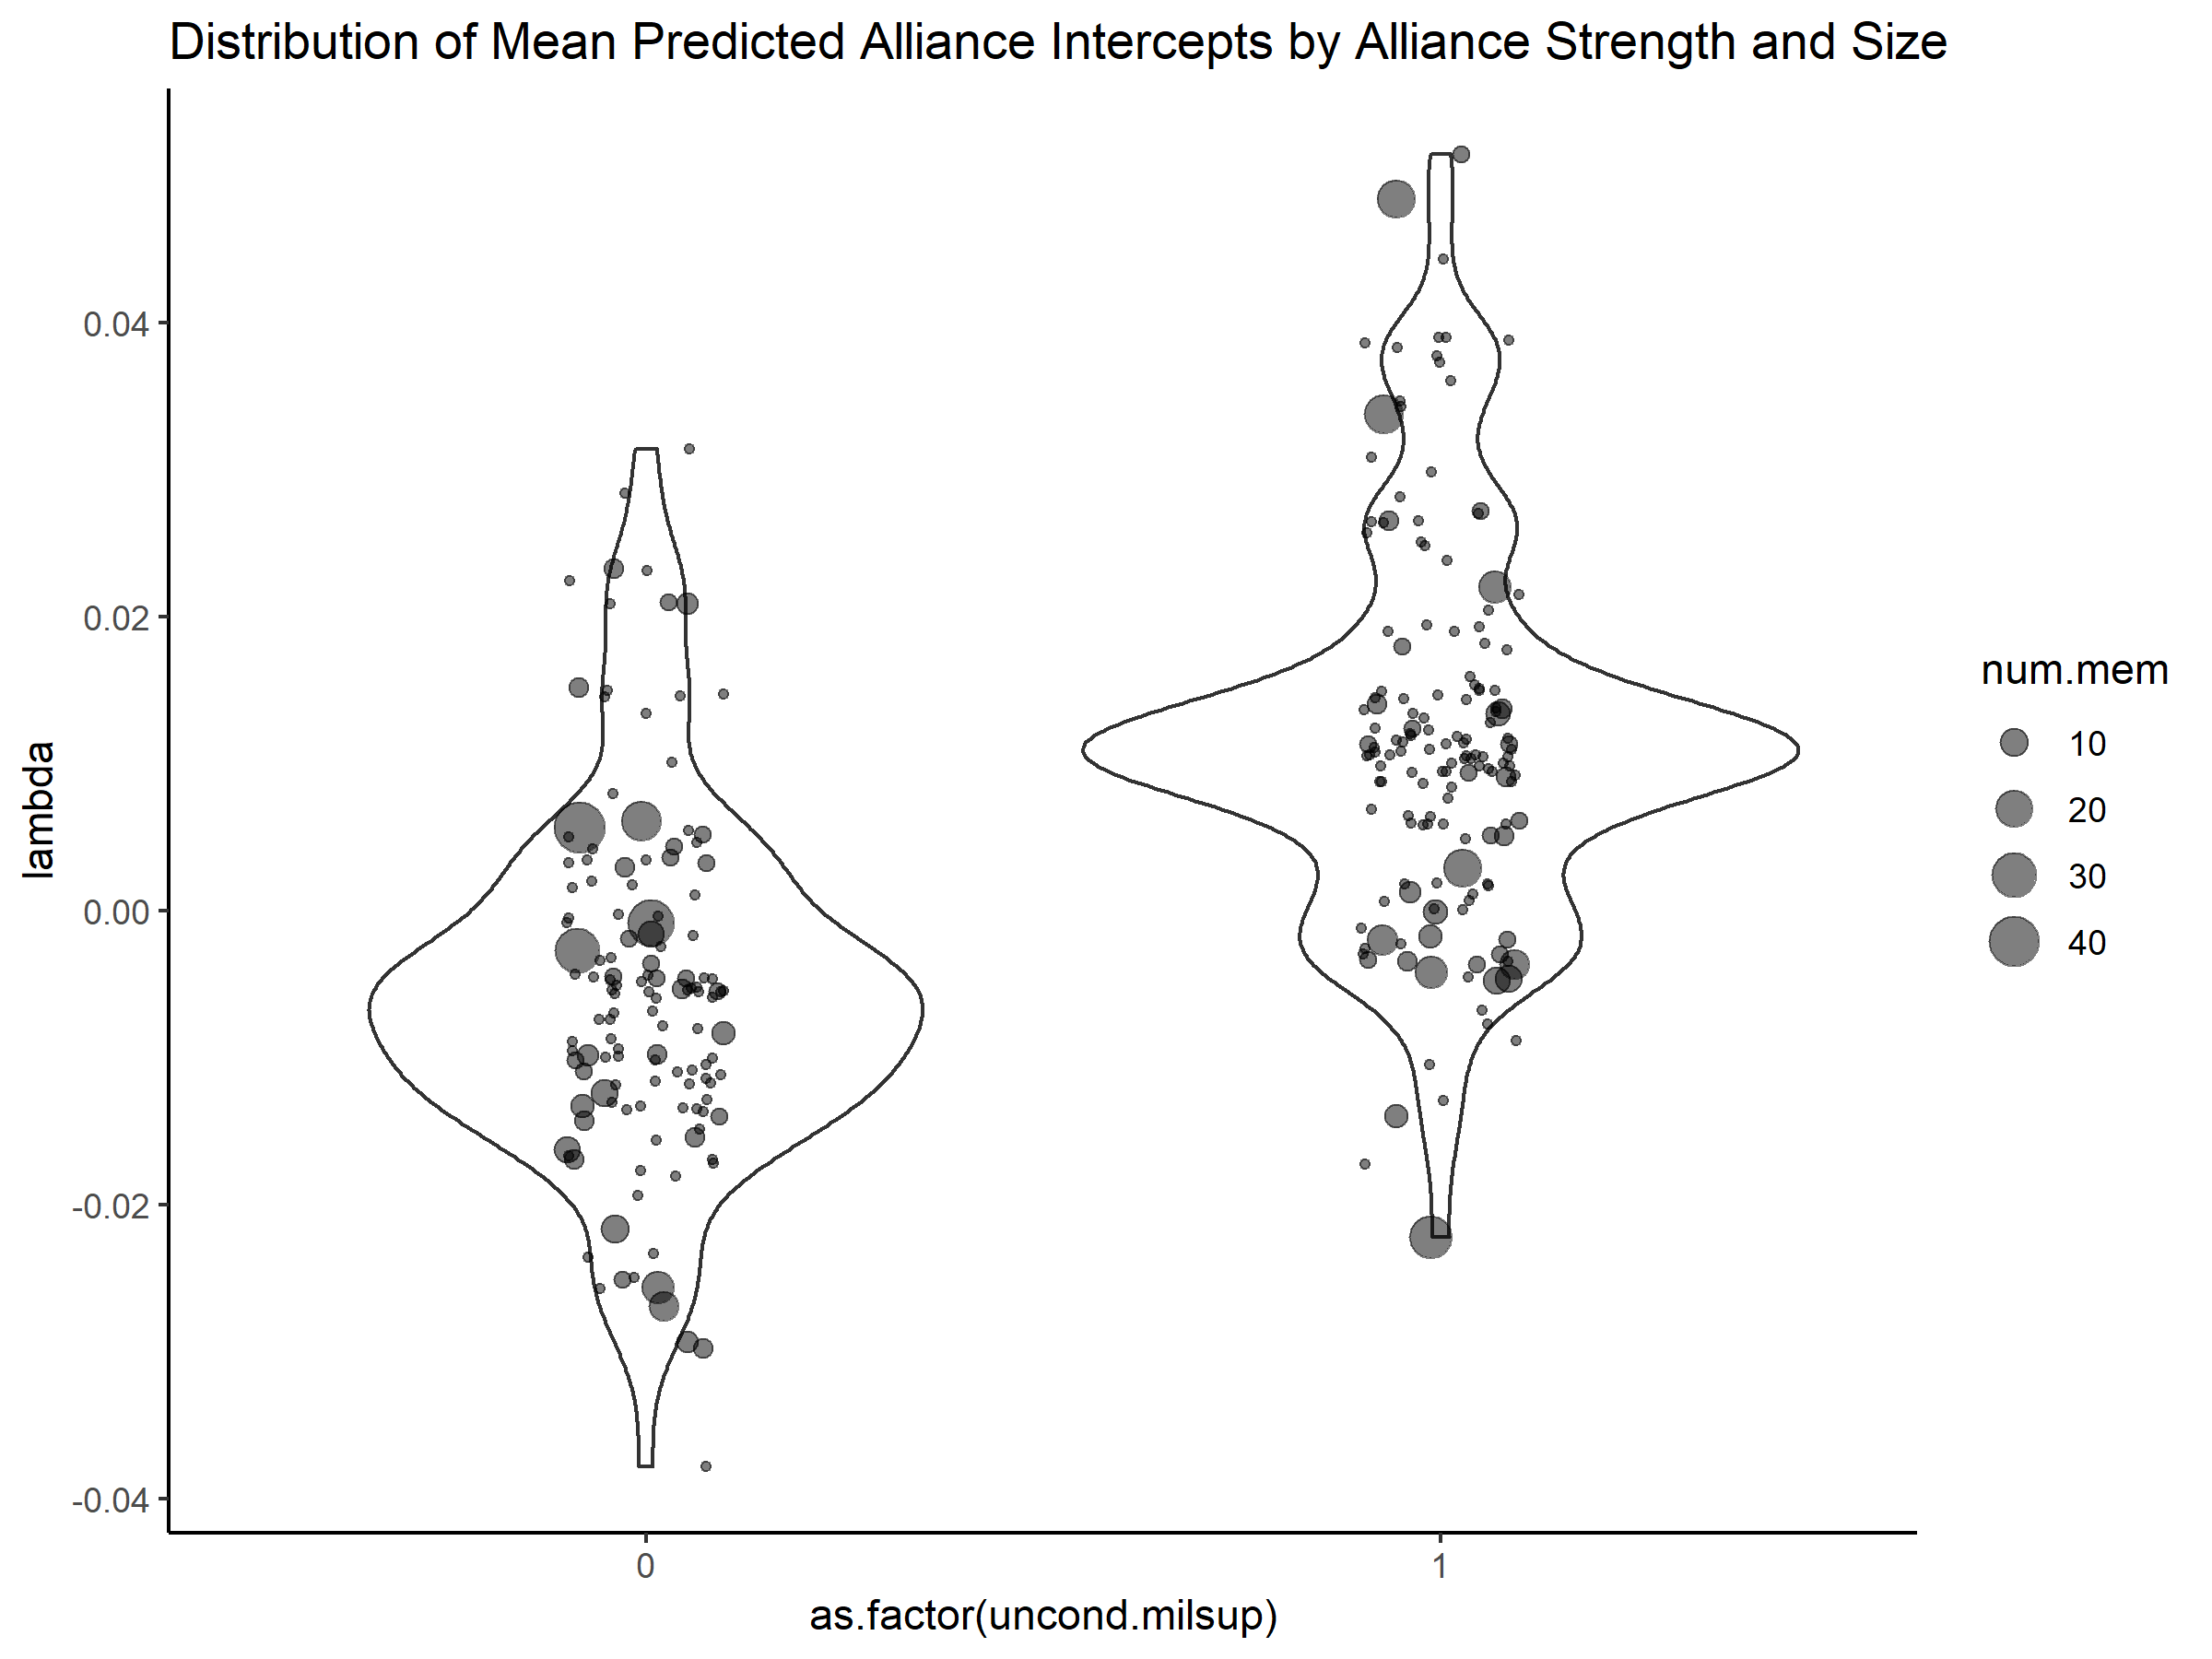 Distribution of Mean Predicted Alliance Intercepts by Alliance Strength and Size
lambda
0.04
0.02
0.00
-0.02
-0.04
0
1
as.factor(uncond.milsup)
num.mem
10
20
30
40